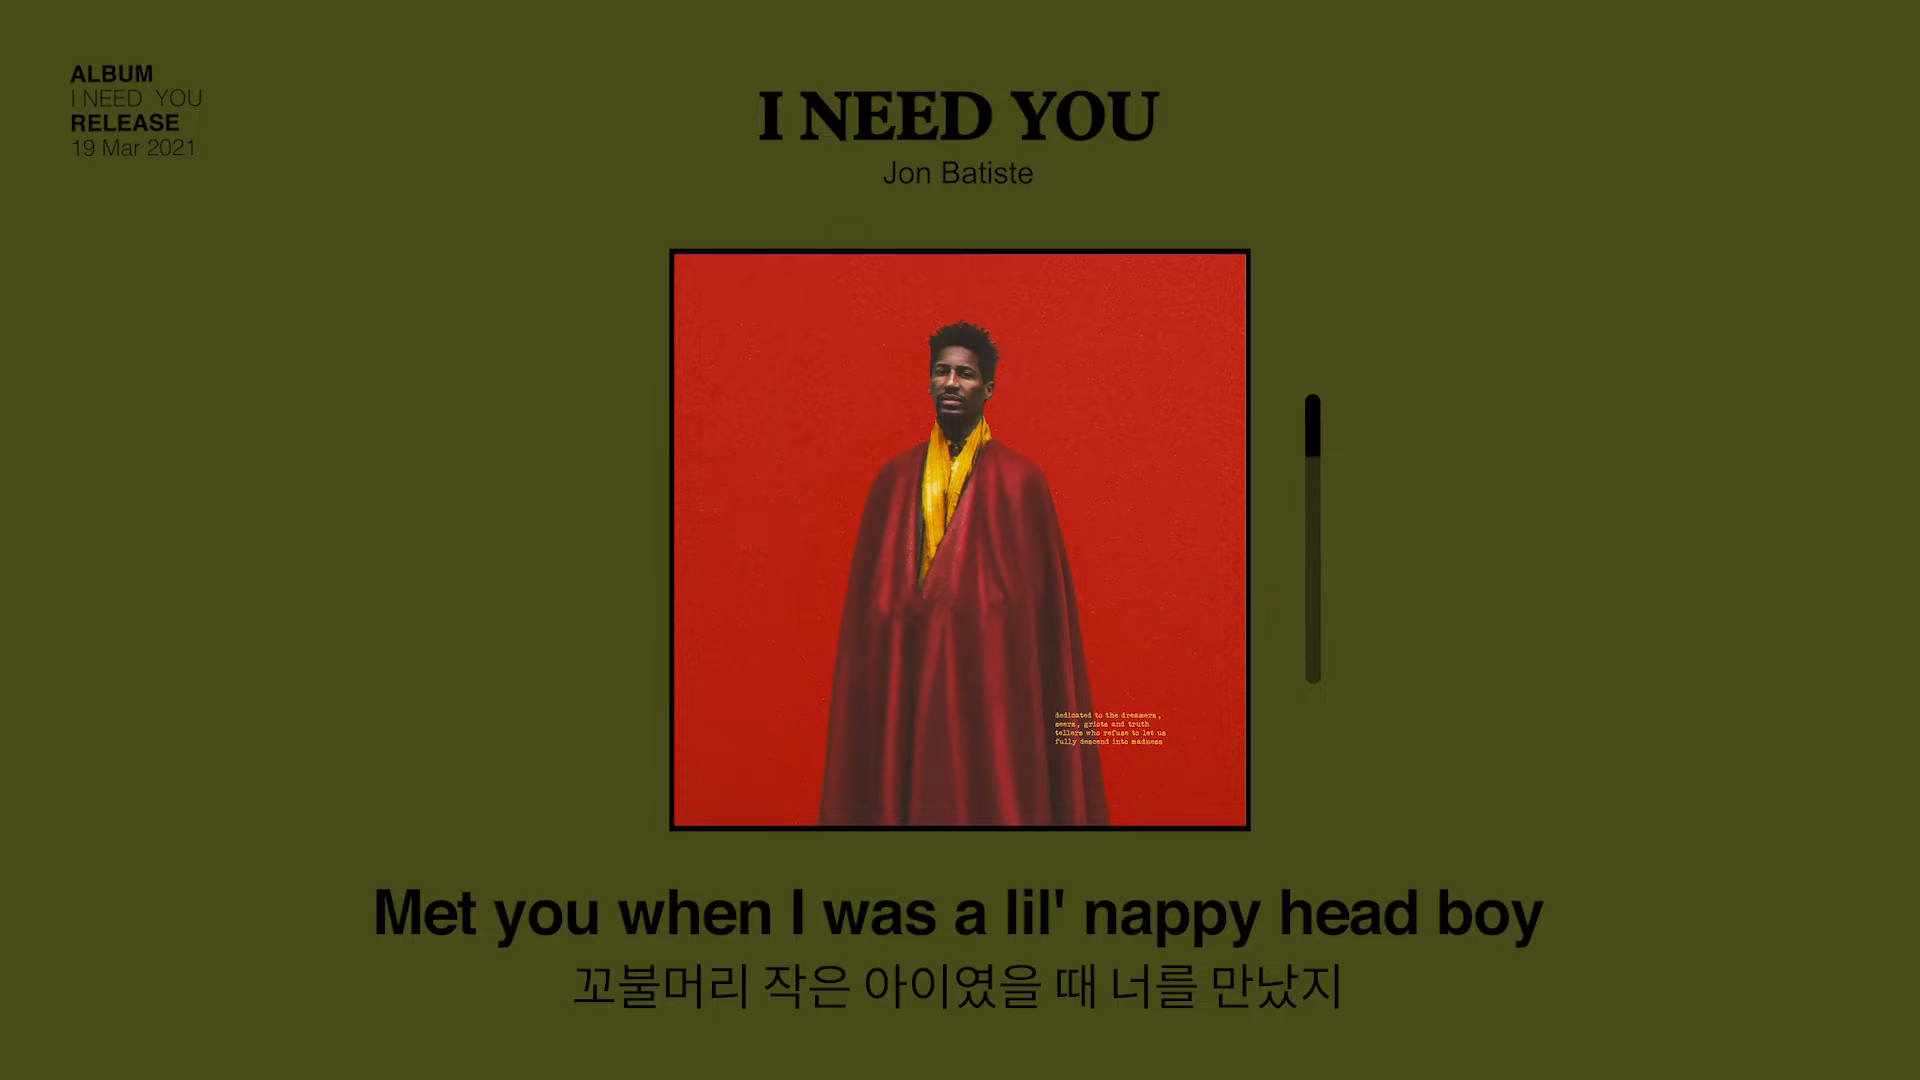 ALBUM
I NEED YOU
RELEASE
19 Mar 2021
I NEED YOU
Jon Batiste
dedicated to the dreamers,
seers, griots and truth
tellers who refuse to let us
fully descend into madness
Met you when I was a lil' nappy head boy
꼬불머리 작은 아이였을 때 너를 만났지